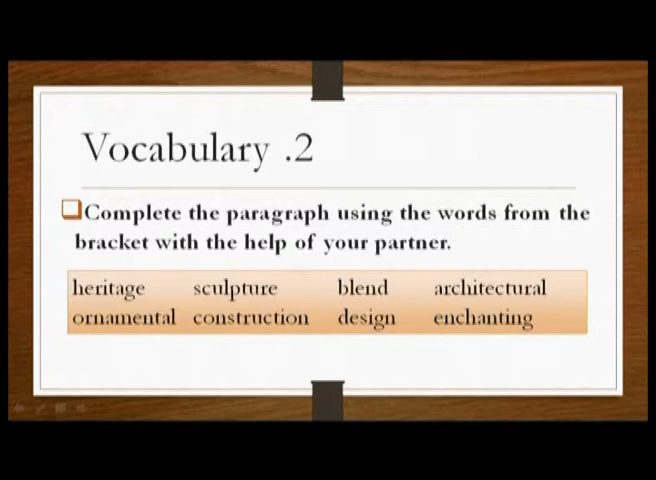 Vocabulary .2
Complete the paragraph using the words from the
bracket with the help of your partner.
heritage sculpture blend architectural
ornamental construction design enchanting